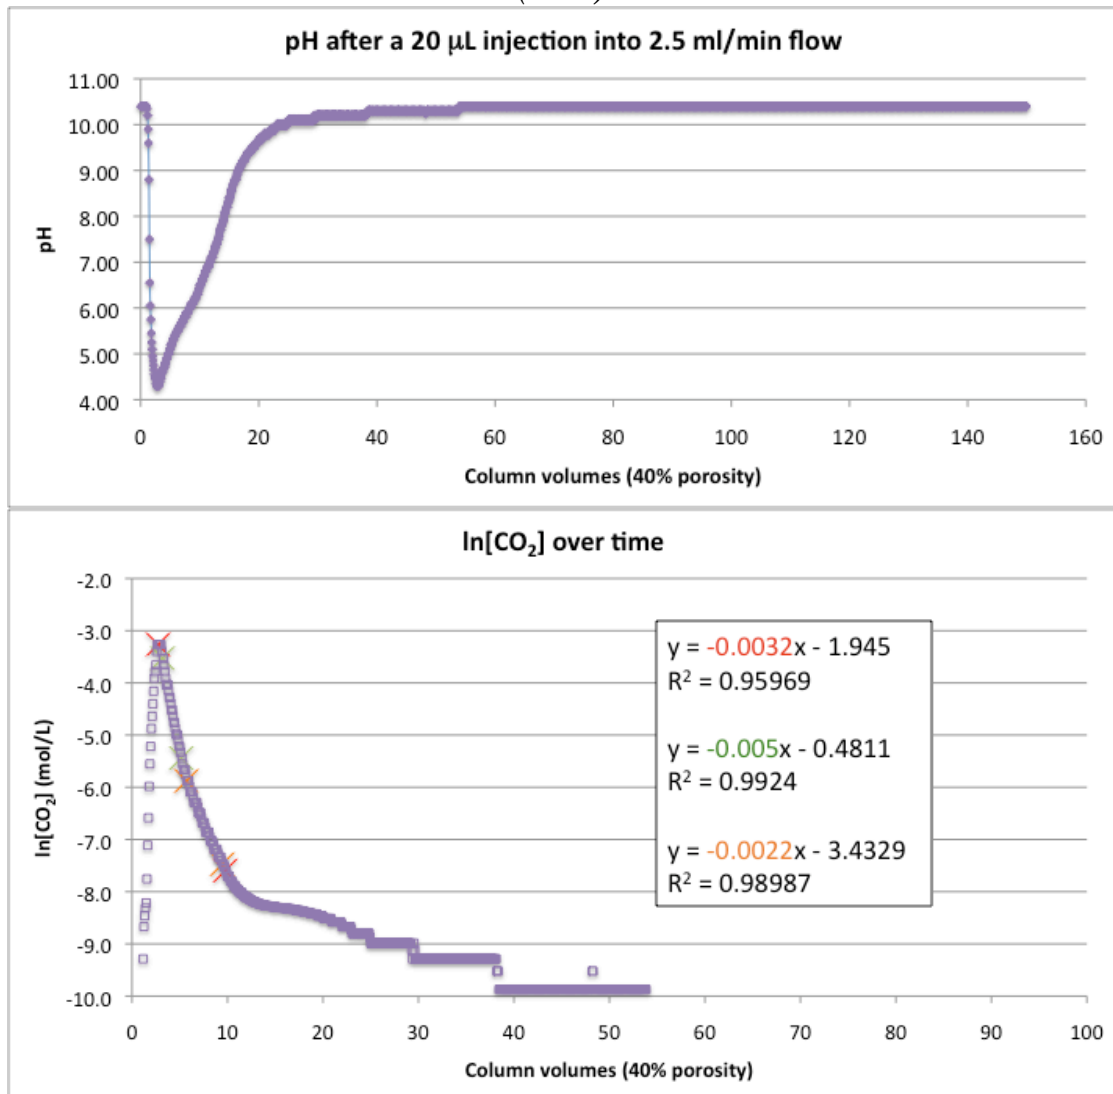 pH after a 20 μL injection into 2.5 ml/min flow
11.00
10.00
9.00
8.00
7.00
6.00
5.00
4.00
pH
0 20 40 60 80 100 120 140 160
Column volumes (40% porosity)
ln[CO₂] over time
-2.0
-3.0
-4.0
-5.0
-6.0
-7.0
-8.0
-9.0
-10.0
ln[CO₂] (mol/L)
y = -0.0032x - 1.945
R² = 0.95969
y = -0.005x - 0.4811
R² = 0.9924
y = -0.0022x - 3.4329
R² = 0.98987
0 10 20 30 40 50 60 70 80 90 100
Column volumes (40% porosity)